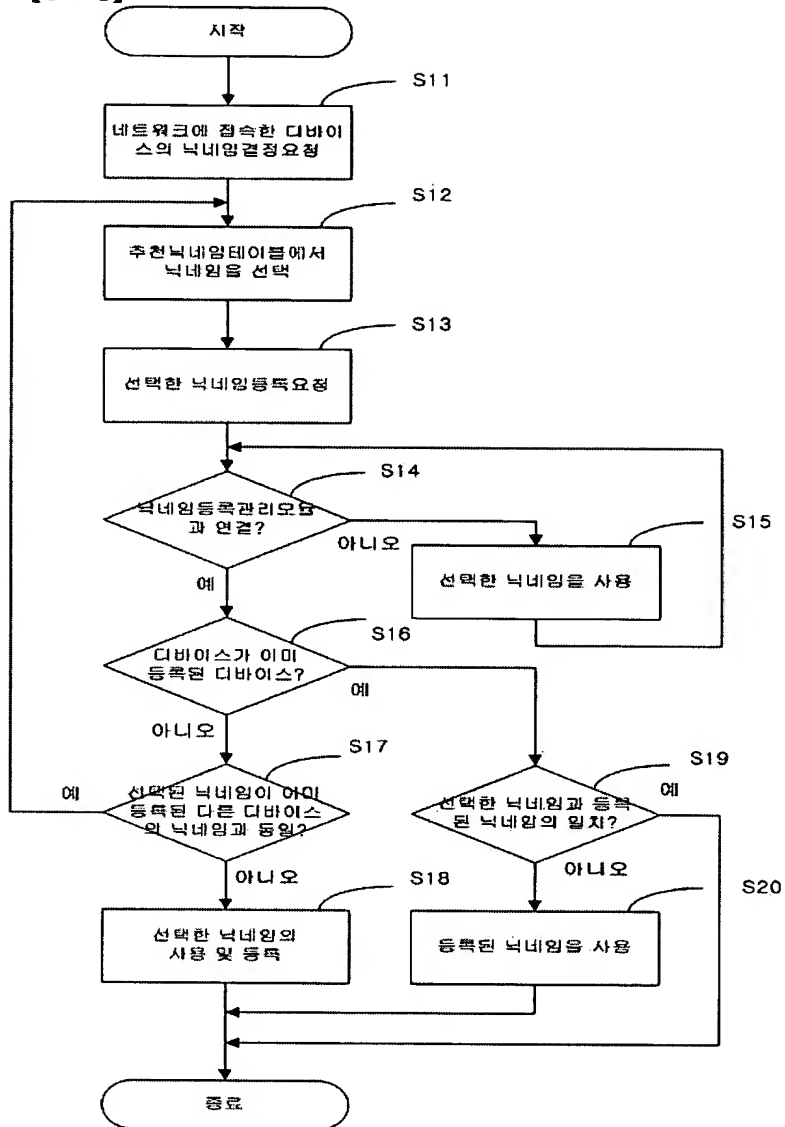 시작
S11
네트워크에 접속한 디바이
스의 닉네임결정요청
S12
추천닉네임테이블에서
닉네임을 선택
S13
선택한 닉네임등록요청
S14
닉네임등록관리모듈
과 연결?
아니오
S15
선택한 닉네임을 사용
예
S16
디바이스가 이미
등록된 디바이스?
예
아니오
S17
예
선택된 닉네임이 이미
등록된 다른 디바이스
의 닉네임과 동일?
S19
선택한 닉네임과 등록
된 닉네임의 일치?
예
아니오
S18
선택한 닉네임의
사용 및 등록
아니오
S20
등록된 닉네임을 사용
종료